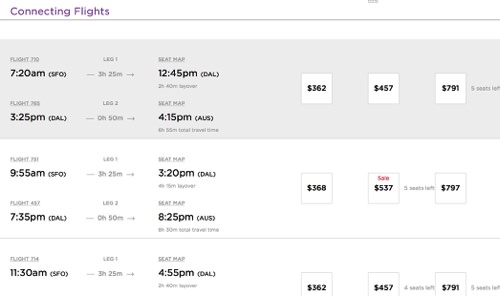 Connecting Flights
FLIGHT 710 LEG 1 SEAT MAP
7:20am (SFO) — 3h 25m → 12:45pm (DAL) $362 $457 $791 5 seats left
2h 40m layover
FLIGHT 765 LEG 2 SEAT MAP
3:25pm (DAL) — 0h 50m → 4:15pm (AUS)
6h 55m total travel time
FLIGHT 751 LEG 1 SEAT MAP
9:55am (SFO) — 3h 25m → 3:20pm (DAL) $368 Sale $537 5 seats left $797
4h 15m layover
FLIGHT 457 LEG 2 SEAT MAP
7:35pm (DAL) — 0h 50m → 8:25pm (AUS)
8h 30m total travel time
FLIGHT 714 LEG 1 SEAT MAP
11:30am (SFO) — 3h 25m → 4:55pm (DAL) $362 $457 4 seats left $791 5 seats left
2h 40m layover